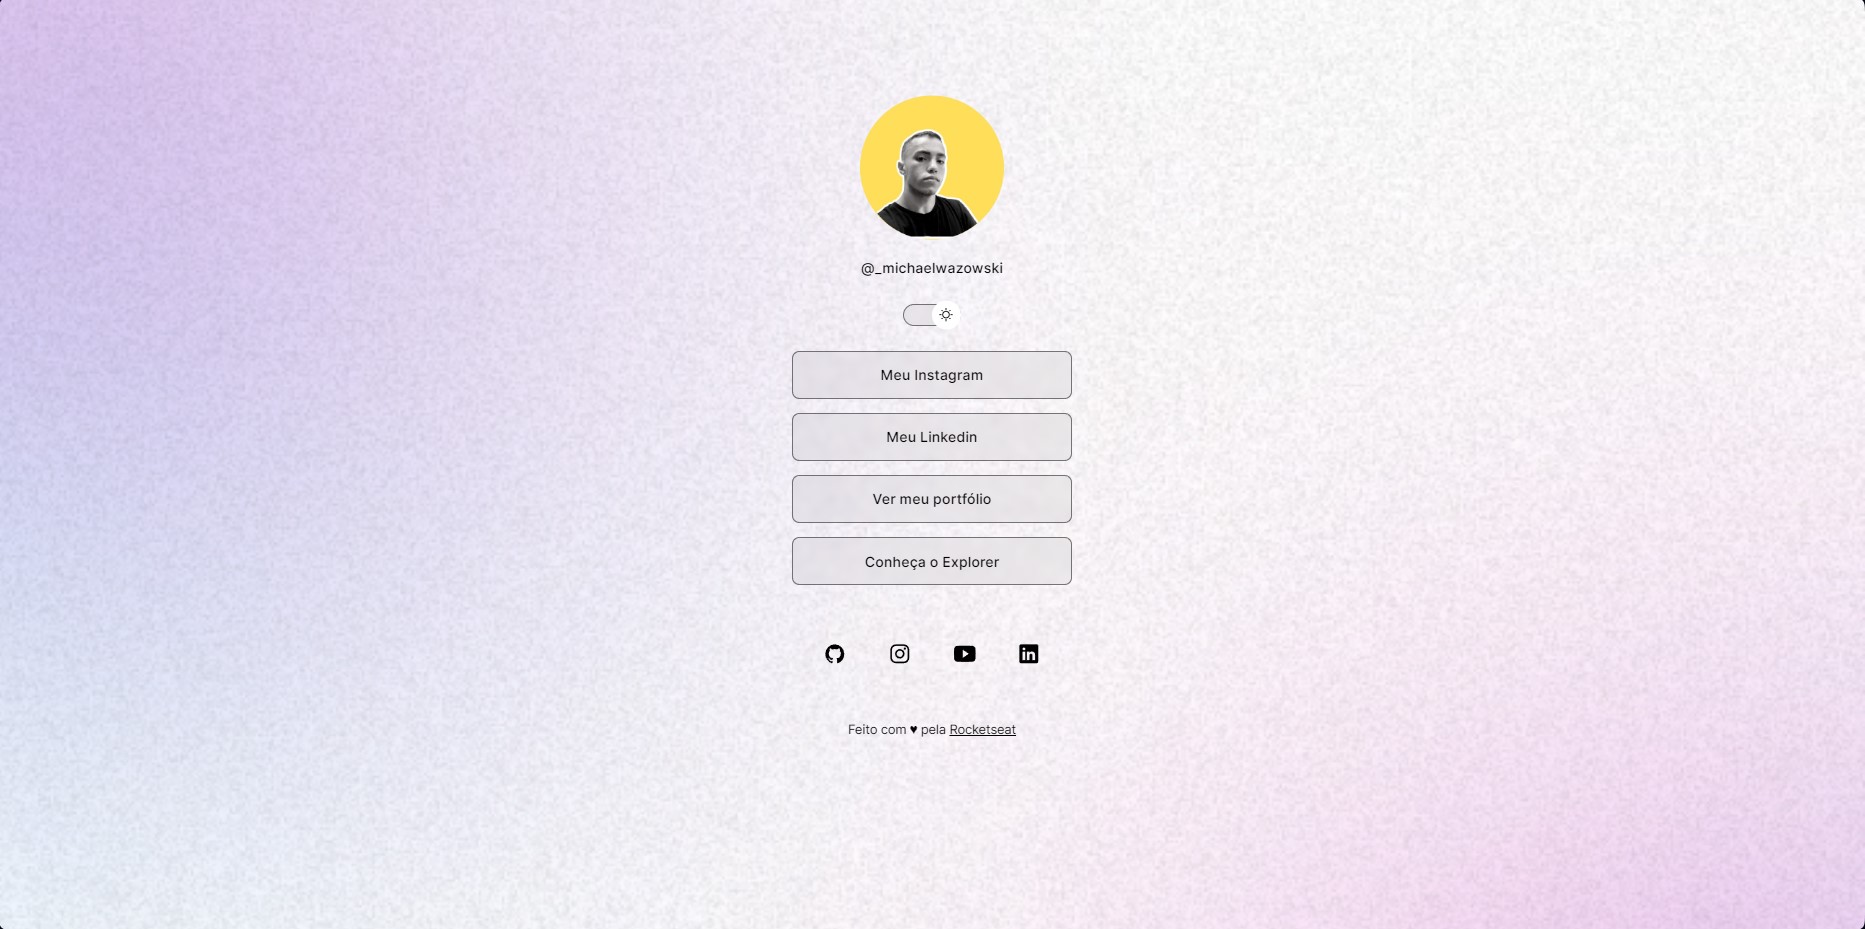 @_michaelwazowski
Meu Instagram
Meu Linkedin
Ver meu portfólio
Conheça o Explorer
Feito com ♥ pela Rocketseat